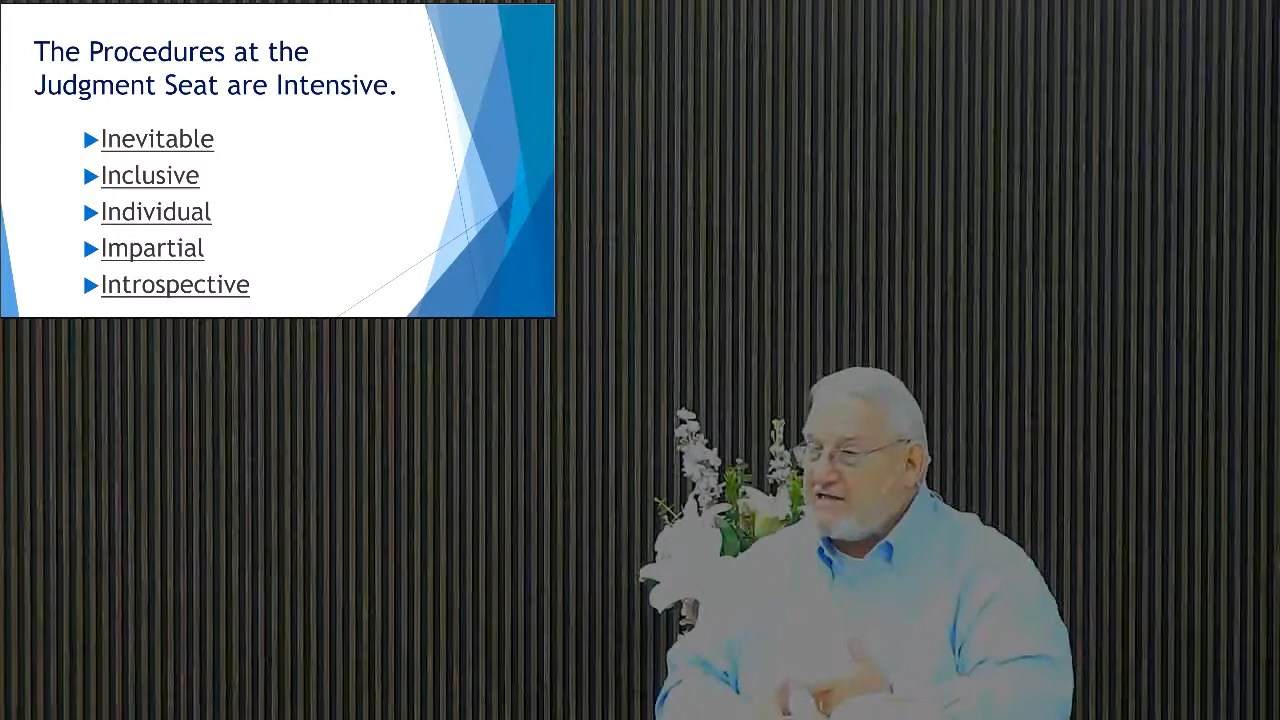 The Procedures at the
Judgment Seat are Intensive.
Inevitable
Inclusive
Individual
Impartial
Introspective